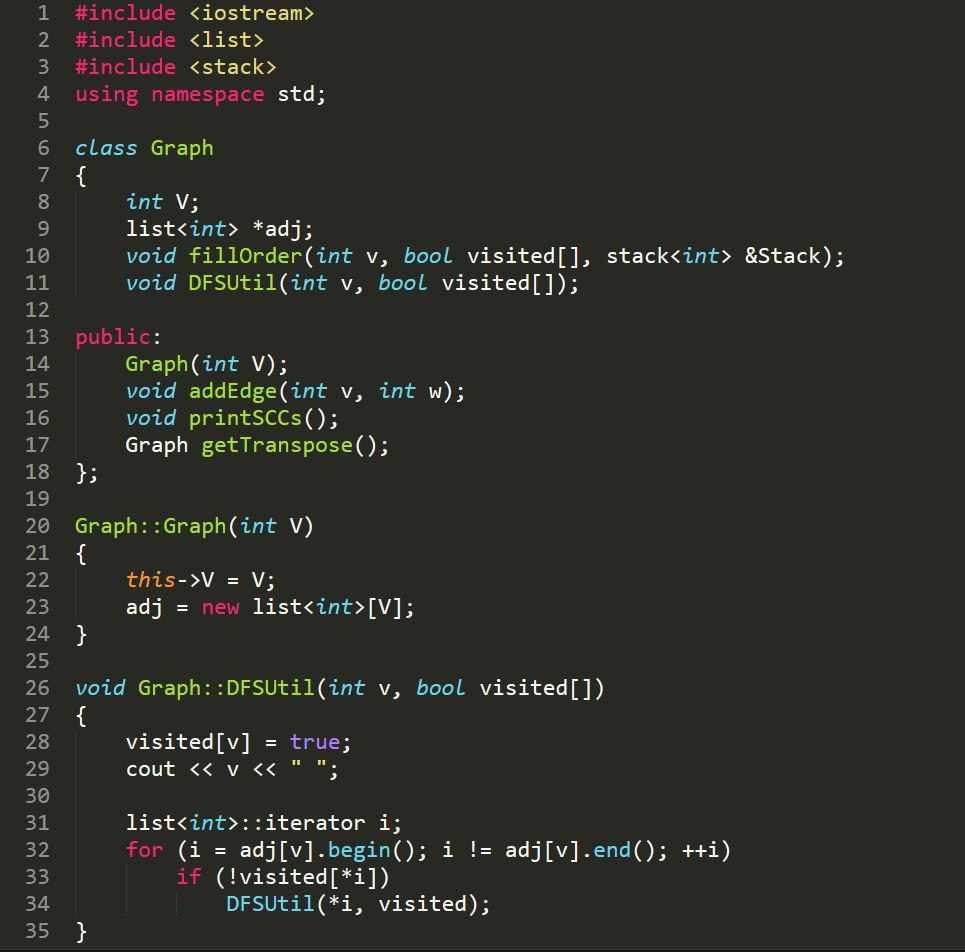 1 #include <iostream>
2 #include <list>
3 #include <stack>
4 using namespace std;
5
6 class Graph
7 {
8     int V;
9     list<int> *adj;
10     void fillOrder(int v, bool visited[], stack<int> &Stack);
11     void DFSUtil(int v, bool visited[]);
12
13 public:
14     Graph(int V);
15     void addEdge(int v, int w);
16     void printSCCs();
17     Graph getTranspose();
18 };
19
20 Graph::Graph(int V)
21 {
22     this->V = V;
23     adj = new list<int>[V];
24 }
25
26 void Graph::DFSUtil(int v, bool visited[])
27 {
28     visited[v] = true;
29     cout << v << " ";
30
31     list<int>::iterator i;
32     for (i = adj[v].begin(); i != adj[v].end(); ++i)
33         if (!visited[*i])
34             DFSUtil(*i, visited);
35 }